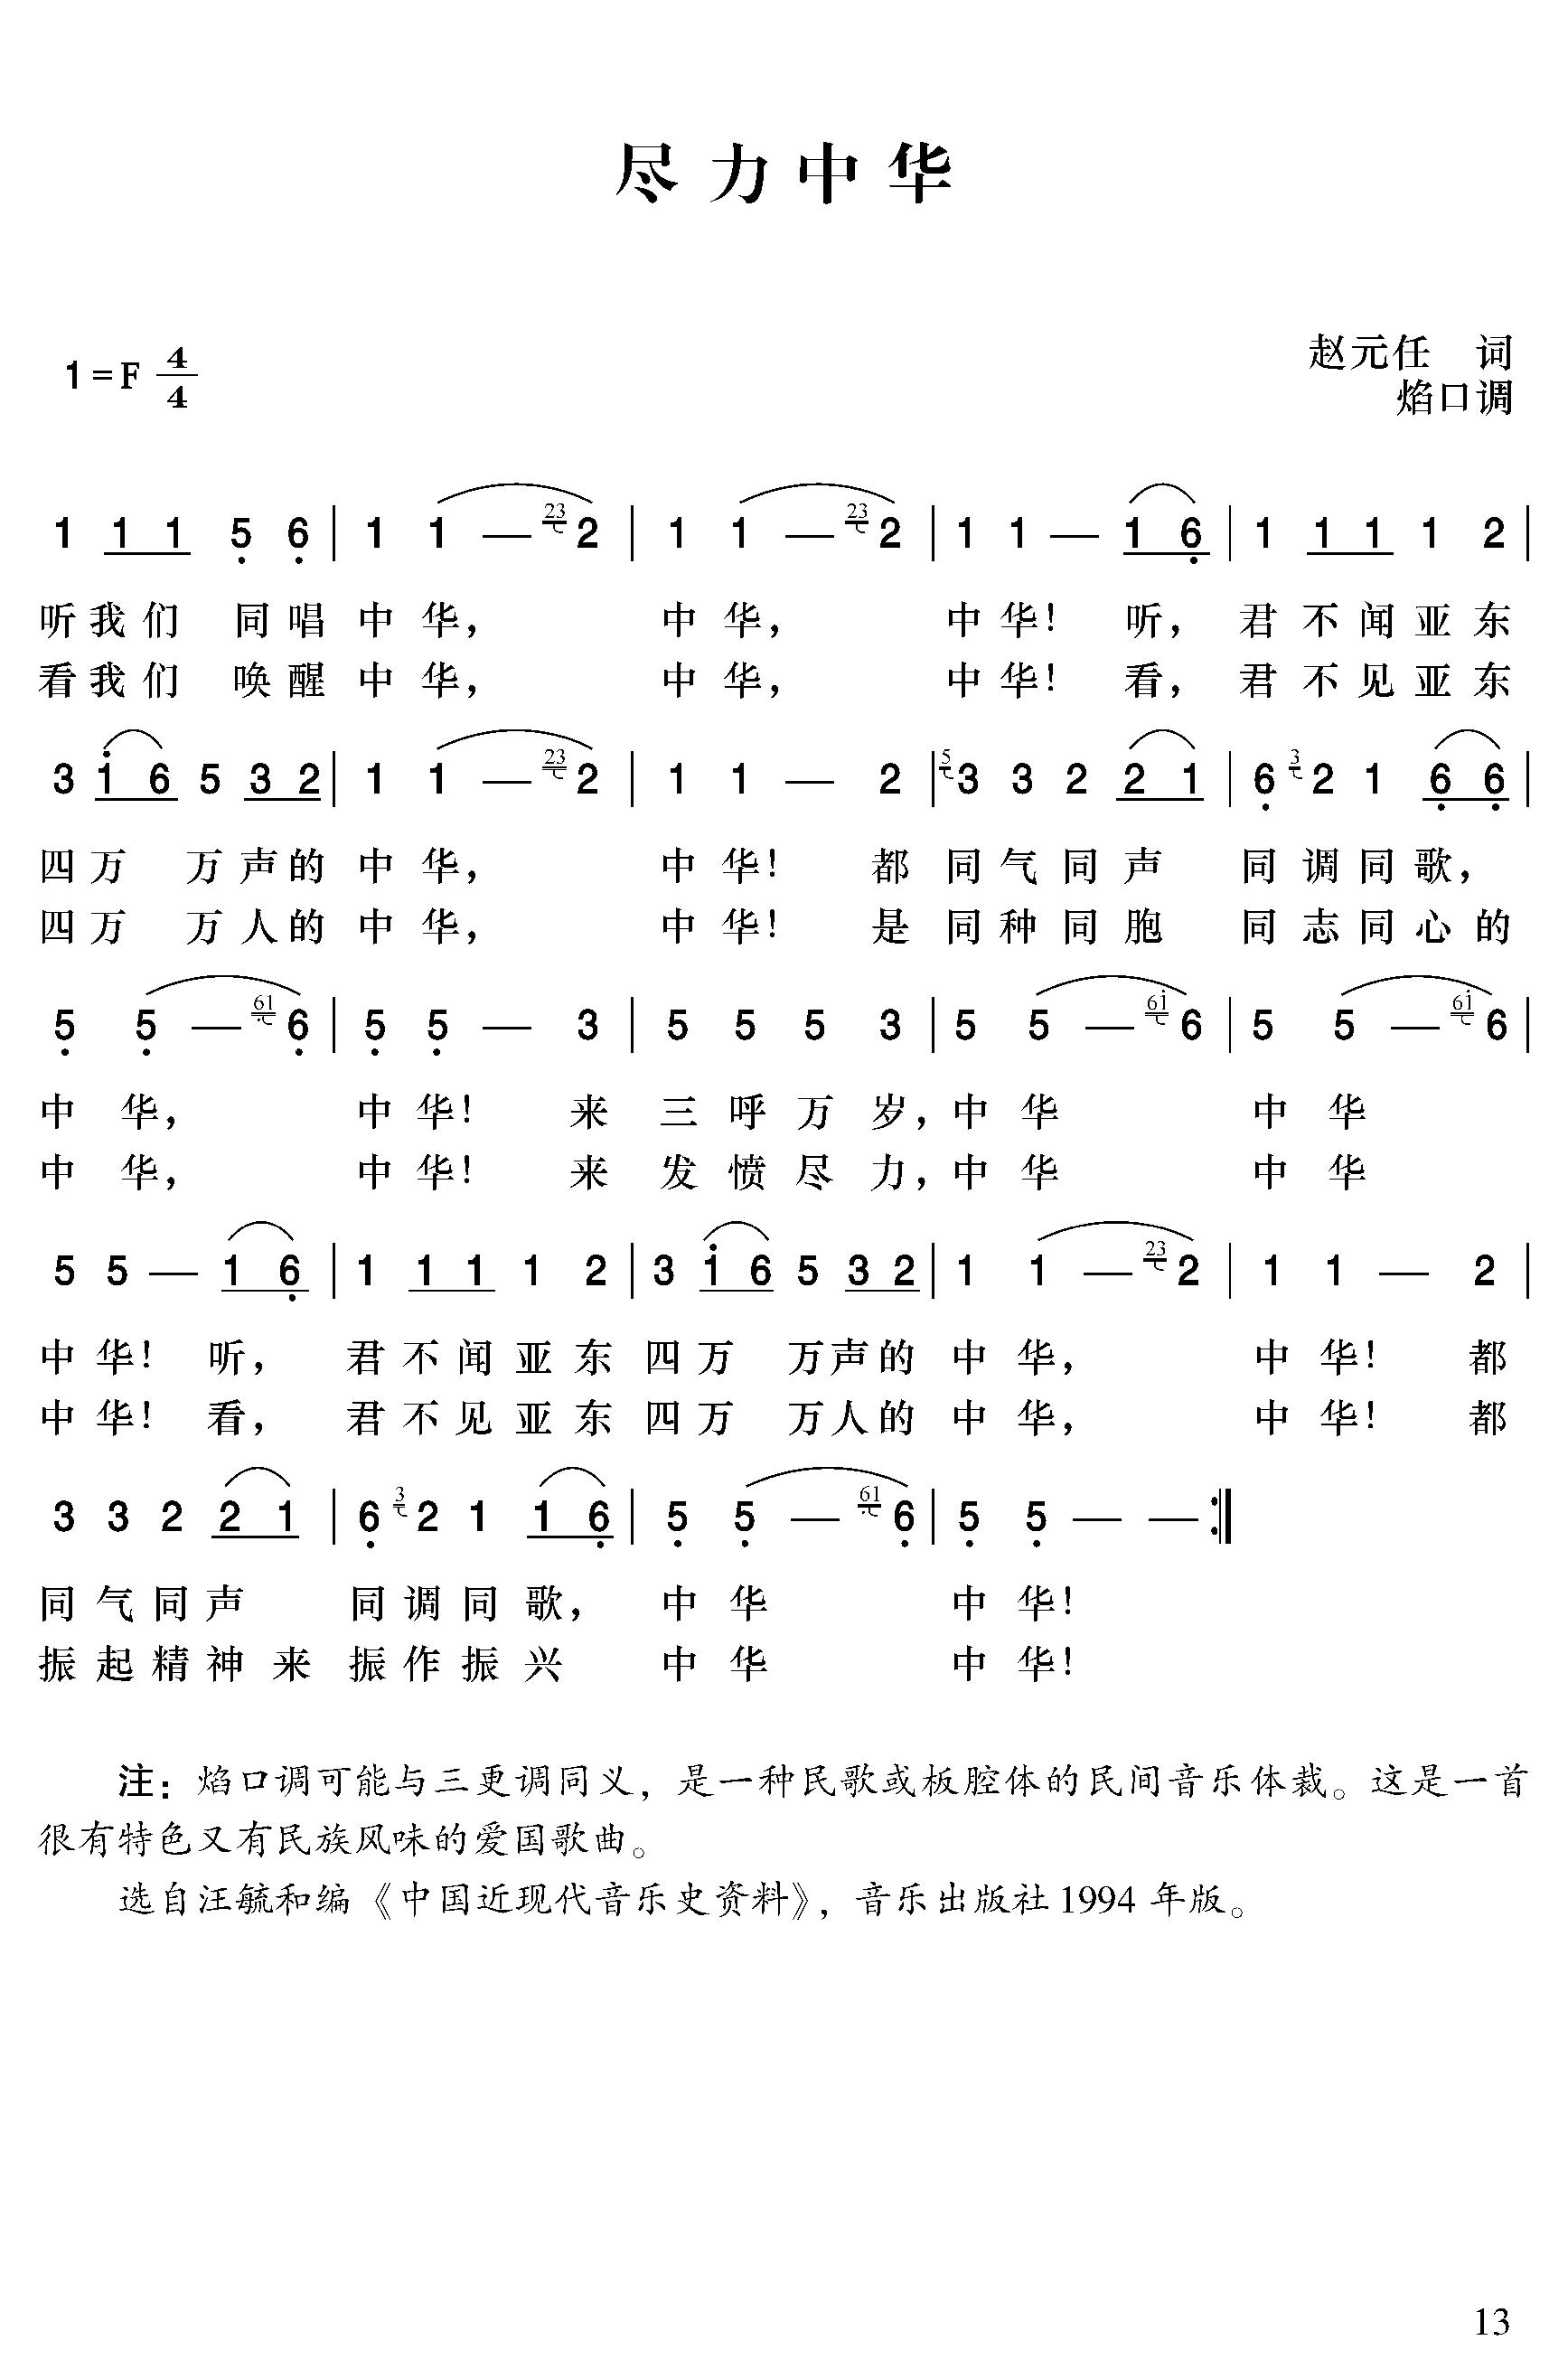 尽力中华
1=F 4/4
赵元任 词
焰口调
1 1 1 5 6 | 1 1 — 23 2 | 1 1 — 23 2 | 1 1 — 1 6 | 1 1 1 1 2 |
听我们 同唱 中华, 中华, 中华! 听, 君不闻亚东
看我们 唤醒 中华, 中华, 中华! 看, 君不见亚东
3 1 6 5 3 2 | 1 1 — 23 2 | 1 1 — 2 | 5 3 3 2 2 1 | 6 3 2 1 6 6 |
四万 万声的 中华, 中华! 都 同气同声 同调同歌,
四万 万人的 中华, 中华! 是 同种同胞 同志同心的
5 5 — 61 6 | 5 5 — 3 | 5 5 5 3 | 5 5 — 61 6 | 5 5 — 61 6 |
中华, 中华! 来 三呼万岁, 中华 中华
中华, 中华! 来 发愤尽力, 中华 中华
5 5 — 1 6 | 1 1 1 1 2 | 3 1 6 5 3 2 | 1 1 — 23 2 | 1 1 — 2 |
中华! 听, 君不闻亚东 四万 万声的 中华, 中华! 都
中华! 看, 君不见亚东 四万 万人的 中华, 中华! 都
3 3 2 2 1 | 6 3 2 1 1 6 | 5 5 — 61 6 | 5 5 — — :|
同气同声 同调同歌, 中华 中华!
振起精神来 振作振兴 中华 中华!
注：焰口调可能与三更调同义，是一种民歌或板腔体的民间音乐体裁。这是一首
很有特色又有民族风味的爱国歌曲。
选自汪毓和编《中国近现代音乐史资料》，音乐出版社1994年版。
13